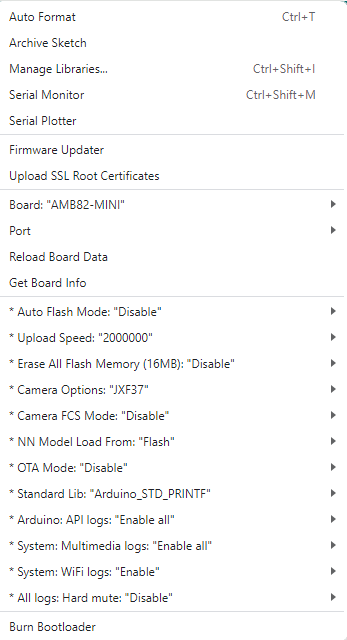 Auto Format Ctrl+T
Archive Sketch
Manage Libraries... Ctrl+Shift+I
Serial Monitor Ctrl+Shift+M
Serial Plotter
Firmware Updater
Upload SSL Root Certificates
Board: "AMB82-MINI"
Port
Reload Board Data
Get Board Info
* Auto Flash Mode: "Disable"
* Upload Speed: "2000000"
* Erase All Flash Memory (16MB): "Disable"
* Camera Options: "JXF37"
* Camera FCS Mode: "Disable"
* NN Model Load From: "Flash"
* OTA Mode: "Disable"
* Standard Lib: "Arduino_STD_PRINTF"
* Arduino: API logs: "Enable all"
* System: Multimedia logs: "Enable all"
* System: WiFi logs: "Enable"
* All logs: Hard mute: "Disable"
Burn Bootloader